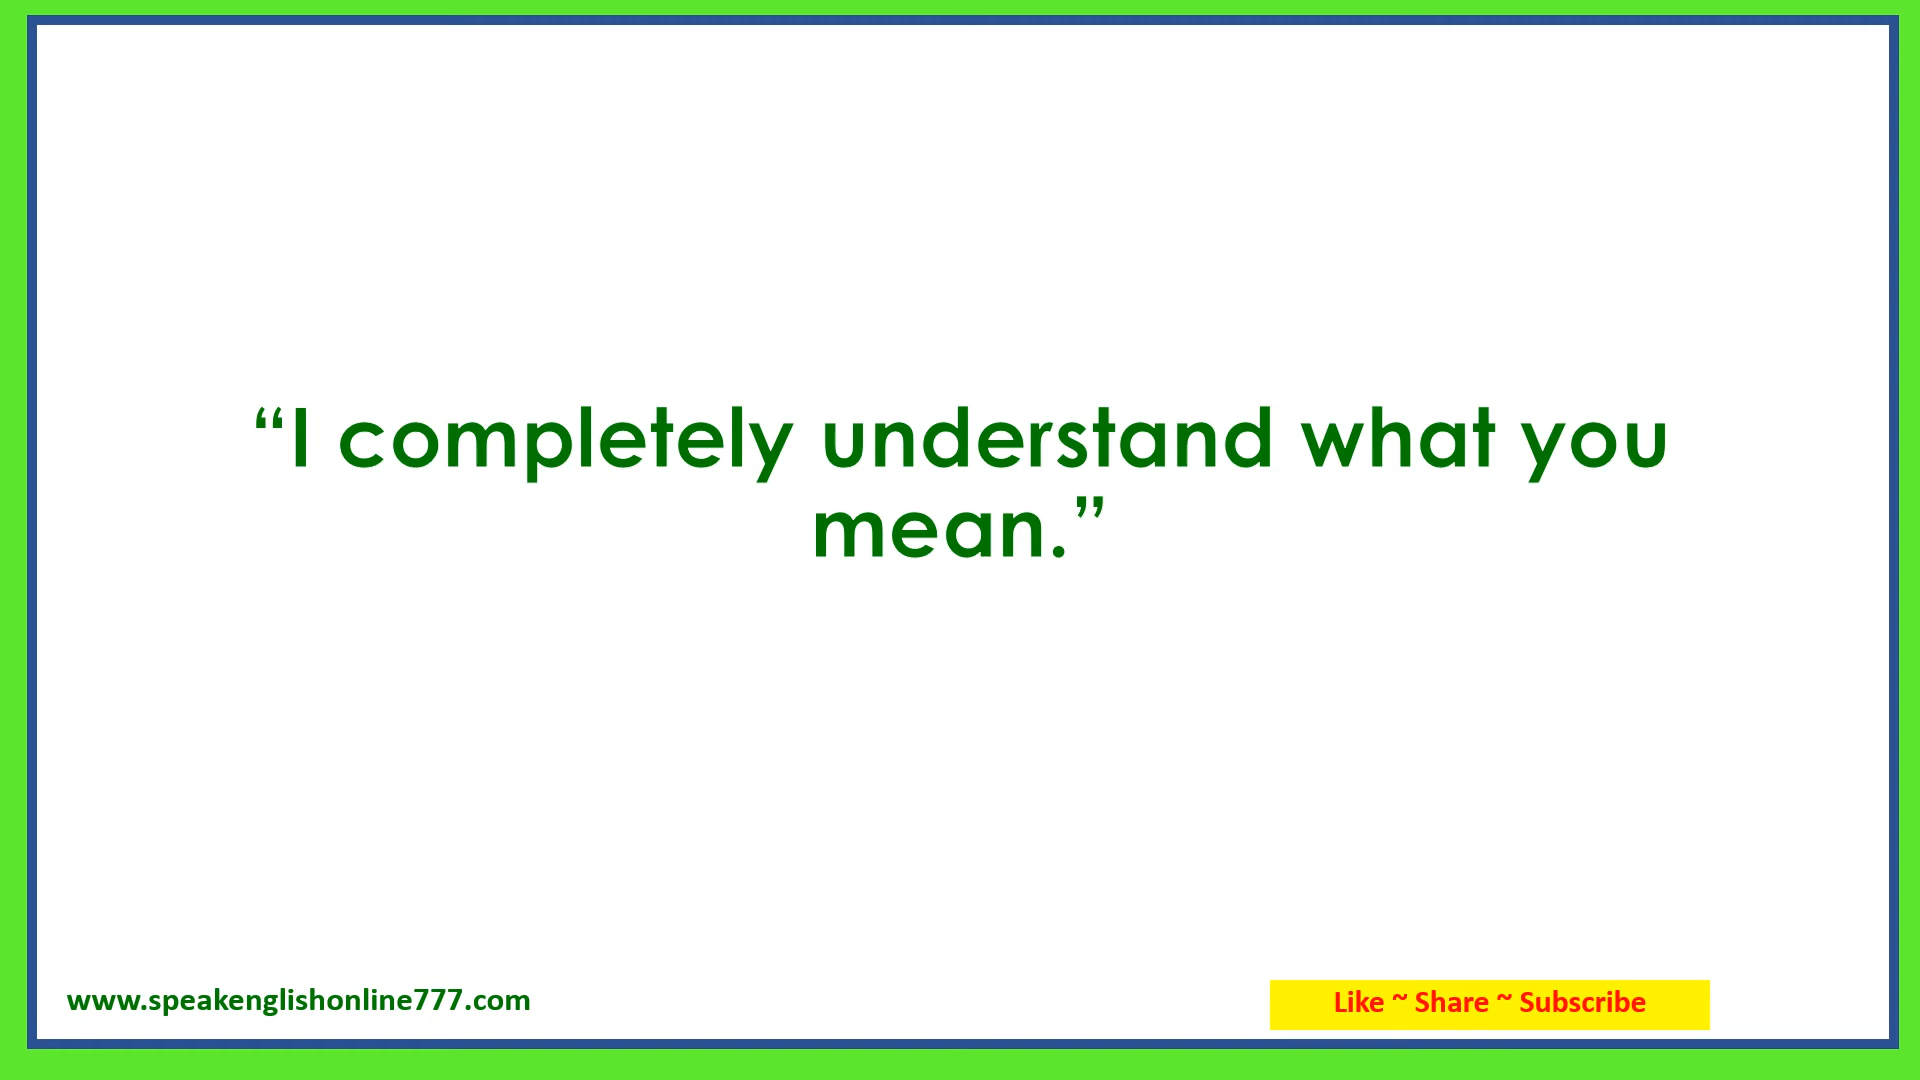 “I completely understand what you
mean.”
www.speakenglishonline777.com
Like ~ Share ~ Subscribe